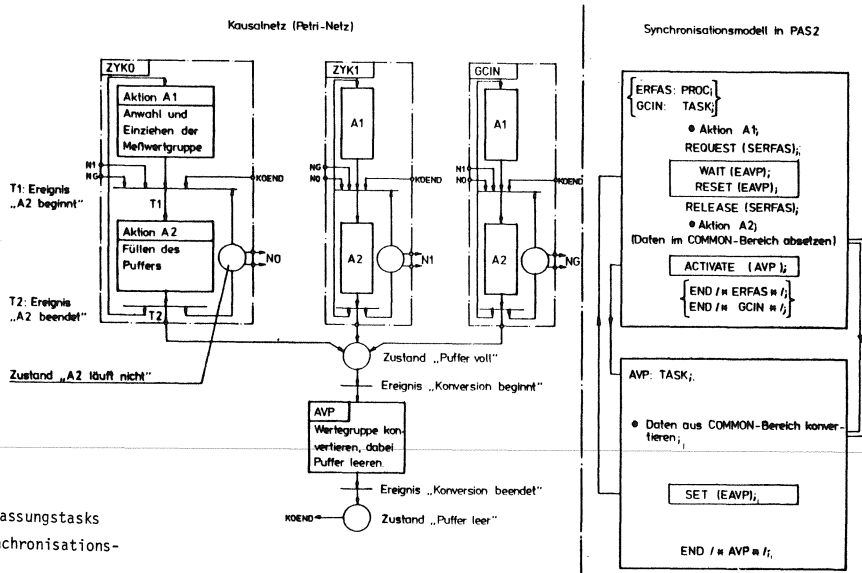 Kausalnetz (Petri-Netz)
Synchronisationsmodell in PAS2
ZYK0
Aktion A1
Anwahl und
Einziehen der
Meßwertgruppe
N1
NG
KOEND
T1: Ereignis
„A2 beginnt"
T1
Aktion A2
Füllen des
Puffers
N0
T2: Ereignis
„A2 beendet"
T2
Zustand „A2 läuft nicht"
ZYK1
A1
NG
N0
KOEND
A2
N1
GCIN
A1
N1
N0
KOEND
A2
NG
Zustand „Puffer voll"
Ereignis „Konversion beginnt"
AVP
Wertegruppe kon-
vertieren, dabei
Puffer leeren.
Ereignis „Konversion beendet"
KOEND
Zustand „Puffer leer"
assungstasks
nchronisations-
ERFAS: PROC;
GCIN: TASK;
● Aktion A1;
REQUEST (SERFAS);
WAIT (EAVP);
RESET (EAVP);
RELEASE (SERFAS);
● Aktion A2;
(Daten im COMMON-Bereich absetzen)
ACTIVATE (AVP);
END /* ERFAS */;
END /* GCIN */;
AVP: TASK;
● Daten aus COMMON-Bereich konver-
tieren;
SET (EAVP);
END /* AVP */;